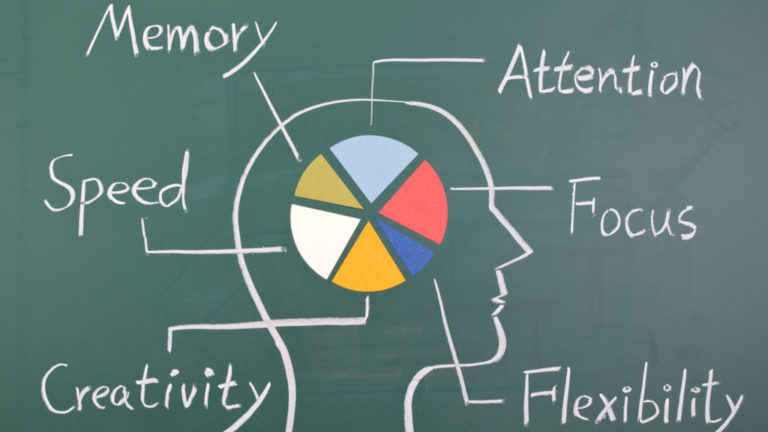 Memory
Attention
Speed
Focus
Creativity
Flexibility